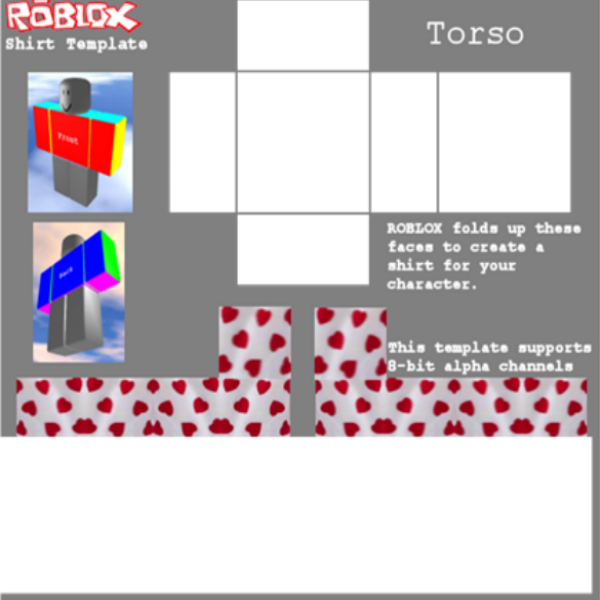 ROBLOX
Shirt Template
Torso
Front
Back
ROBLOX folds up these
faces to create a
shirt for your
character.
This template supports
8-bit alpha channels